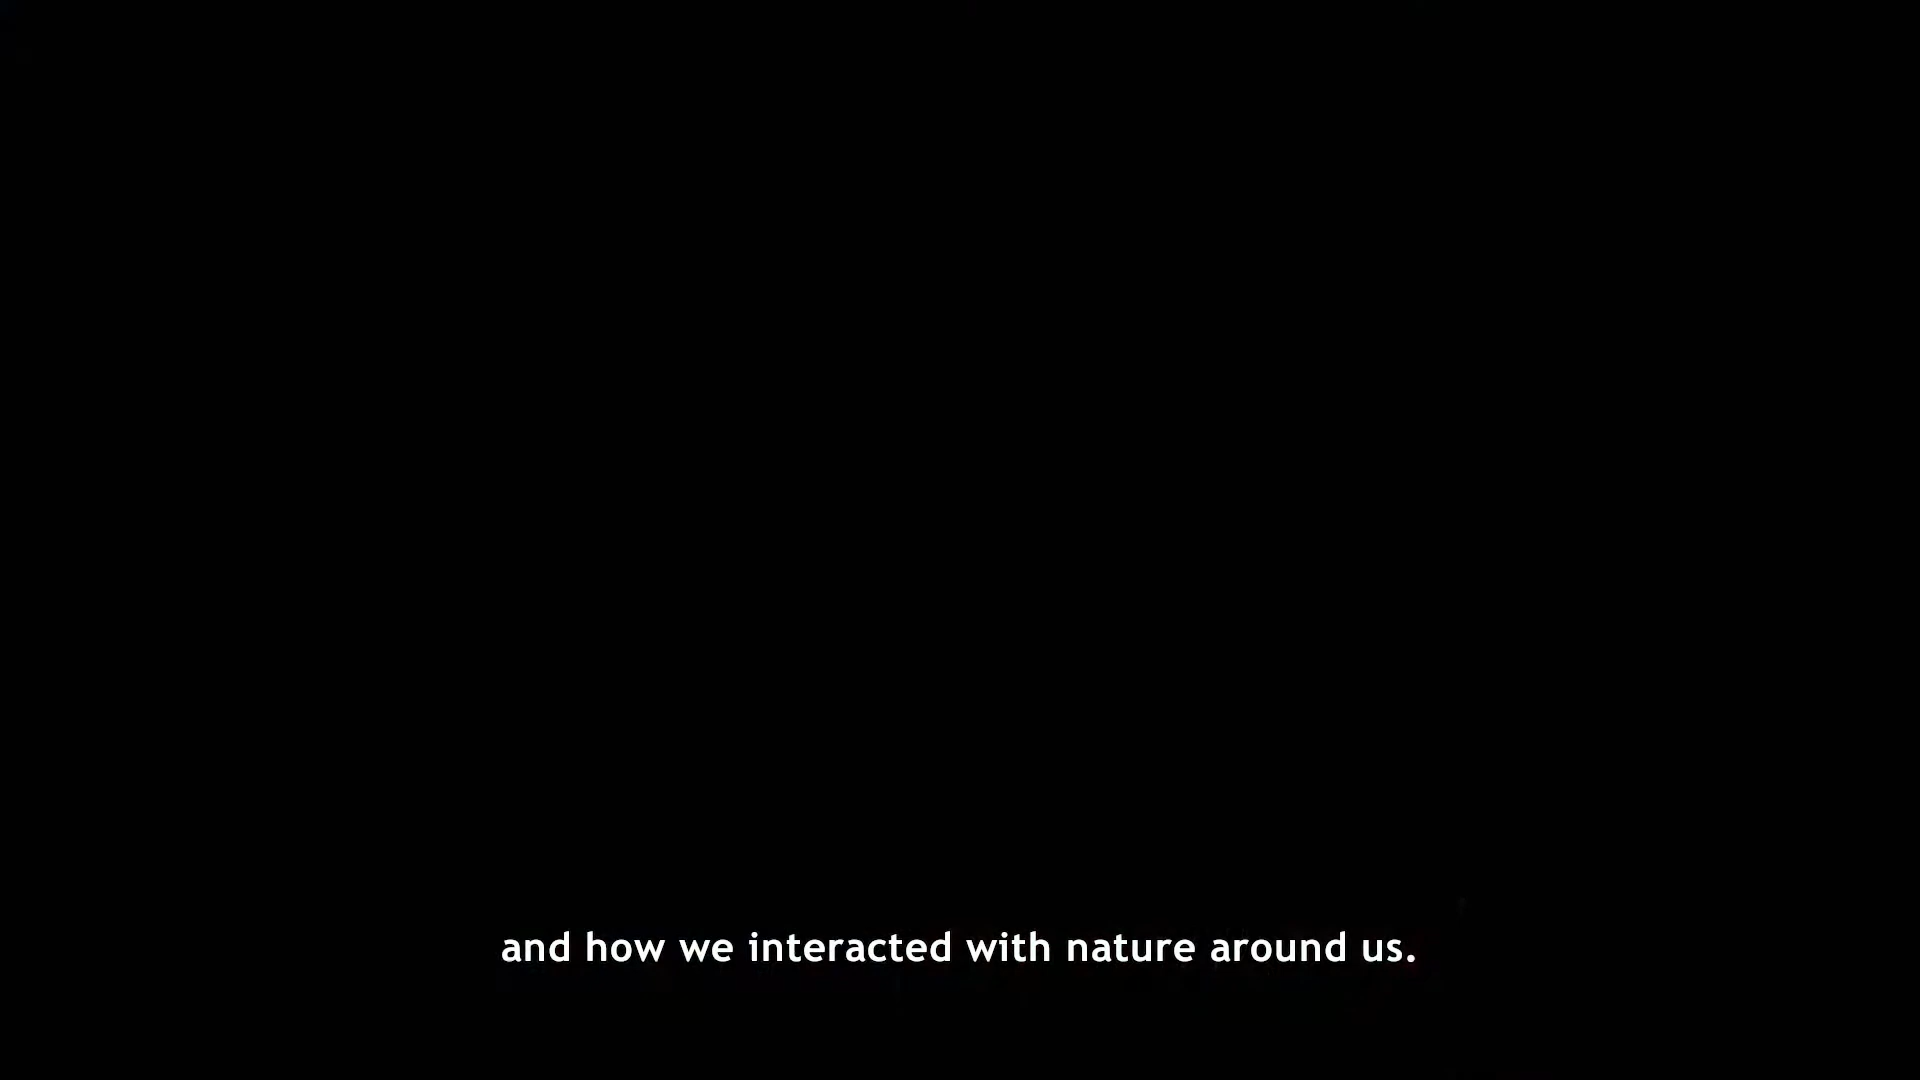 and how we interacted with nature around us.